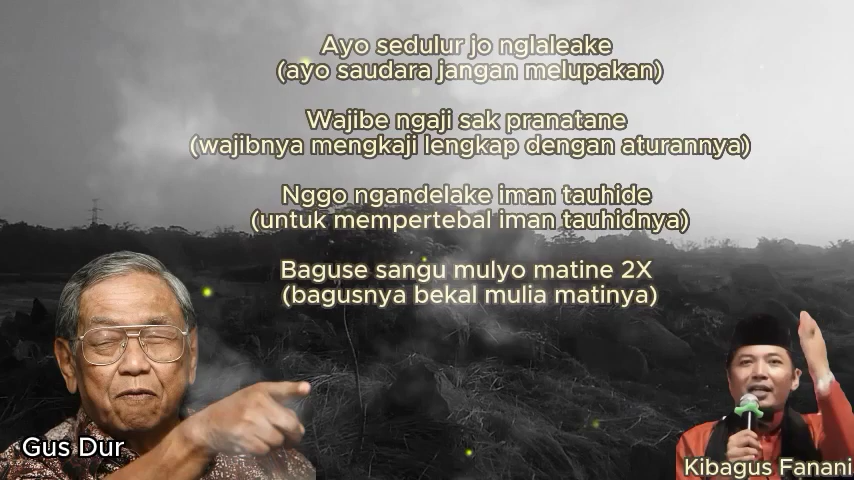 Ayo sedulur jo nglaleake
(ayo saudara jangan melupakan)
Wajibe ngaji sak pranatane
(wajibnya mengkaji lengkap dengan aturannya)
Nggo ngandelake iman tauhide
(untuk mempertebal iman tauhidnya)
Baguse sangu mulyo matine 2X
(bagusnya bekal mulia matinya)
Gus Dur
Kibagus Fanani